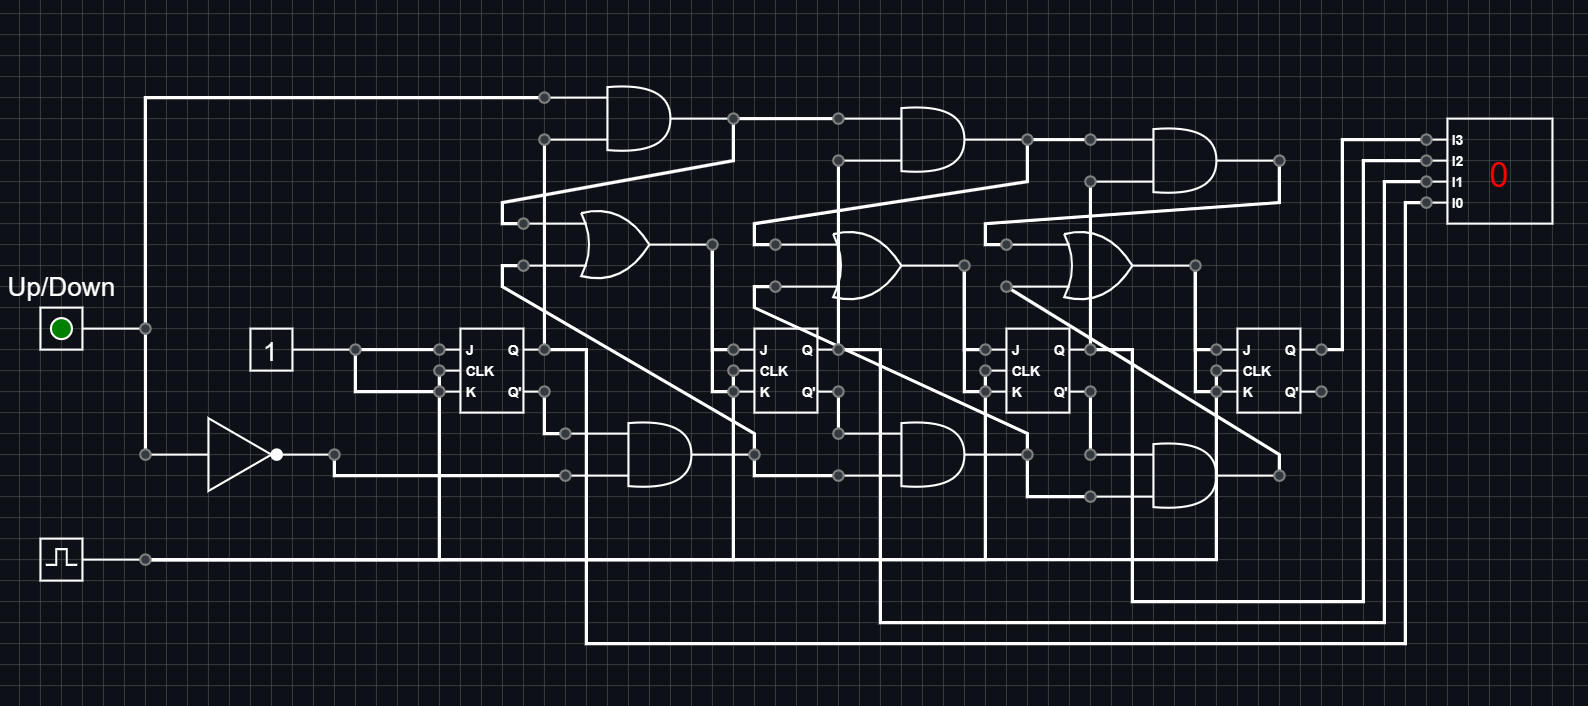 I3
I2
0
I1
I0
Up/Down
1
J Q
CLK
K Q'
J Q
CLK
K Q'
J Q
CLK
K Q'
J Q
CLK
K Q'